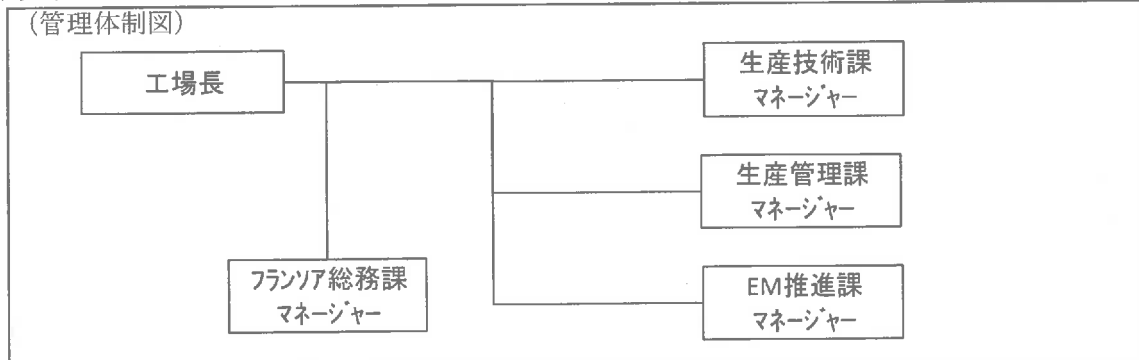 (管理体制図)
工場長
生産技術課
マネージャー
生産管理課
マネージャー
フランソア総務課
マネージャー
EM推進課
マネージャー